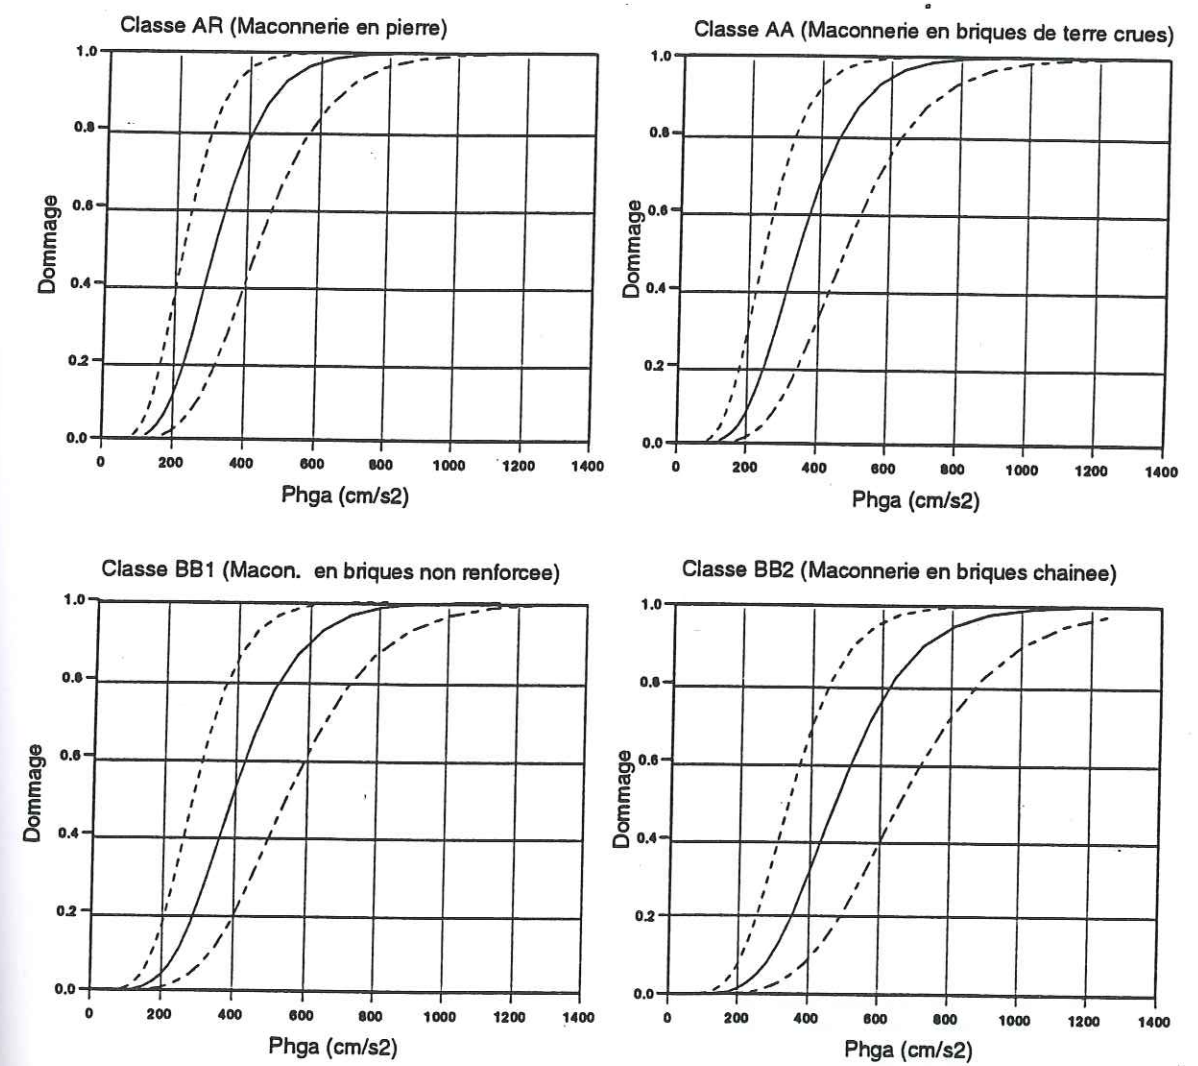 Classe AR (Maconnerie en pierre)
1.0
0.8
0.6
0.4
0.2
0.0
Dommage
0 200 400 600 800 1000 1200 1400
Phga (cm/s2)
Classe AA (Maconnerie en briques de terre crues)
1.0
0.8
0.6
0.4
0.2
0.0
Dommage
0 200 400 600 800 1000 1200 1400
Phga (cm/s2)
Classe BB1 (Macon. en briques non renforcee)
1.0
0.8
0.6
0.4
0.2
0.0
Dommage
0 200 400 600 800 1000 1200 1400
Phga (cm/s2)
Classe BB2 (Maconnerie en briques chainee)
1.0
0.8
0.6
0.4
0.2
0.0
Dommage
0 200 400 600 800 1000 1200 1400
Phga (cm/s2)